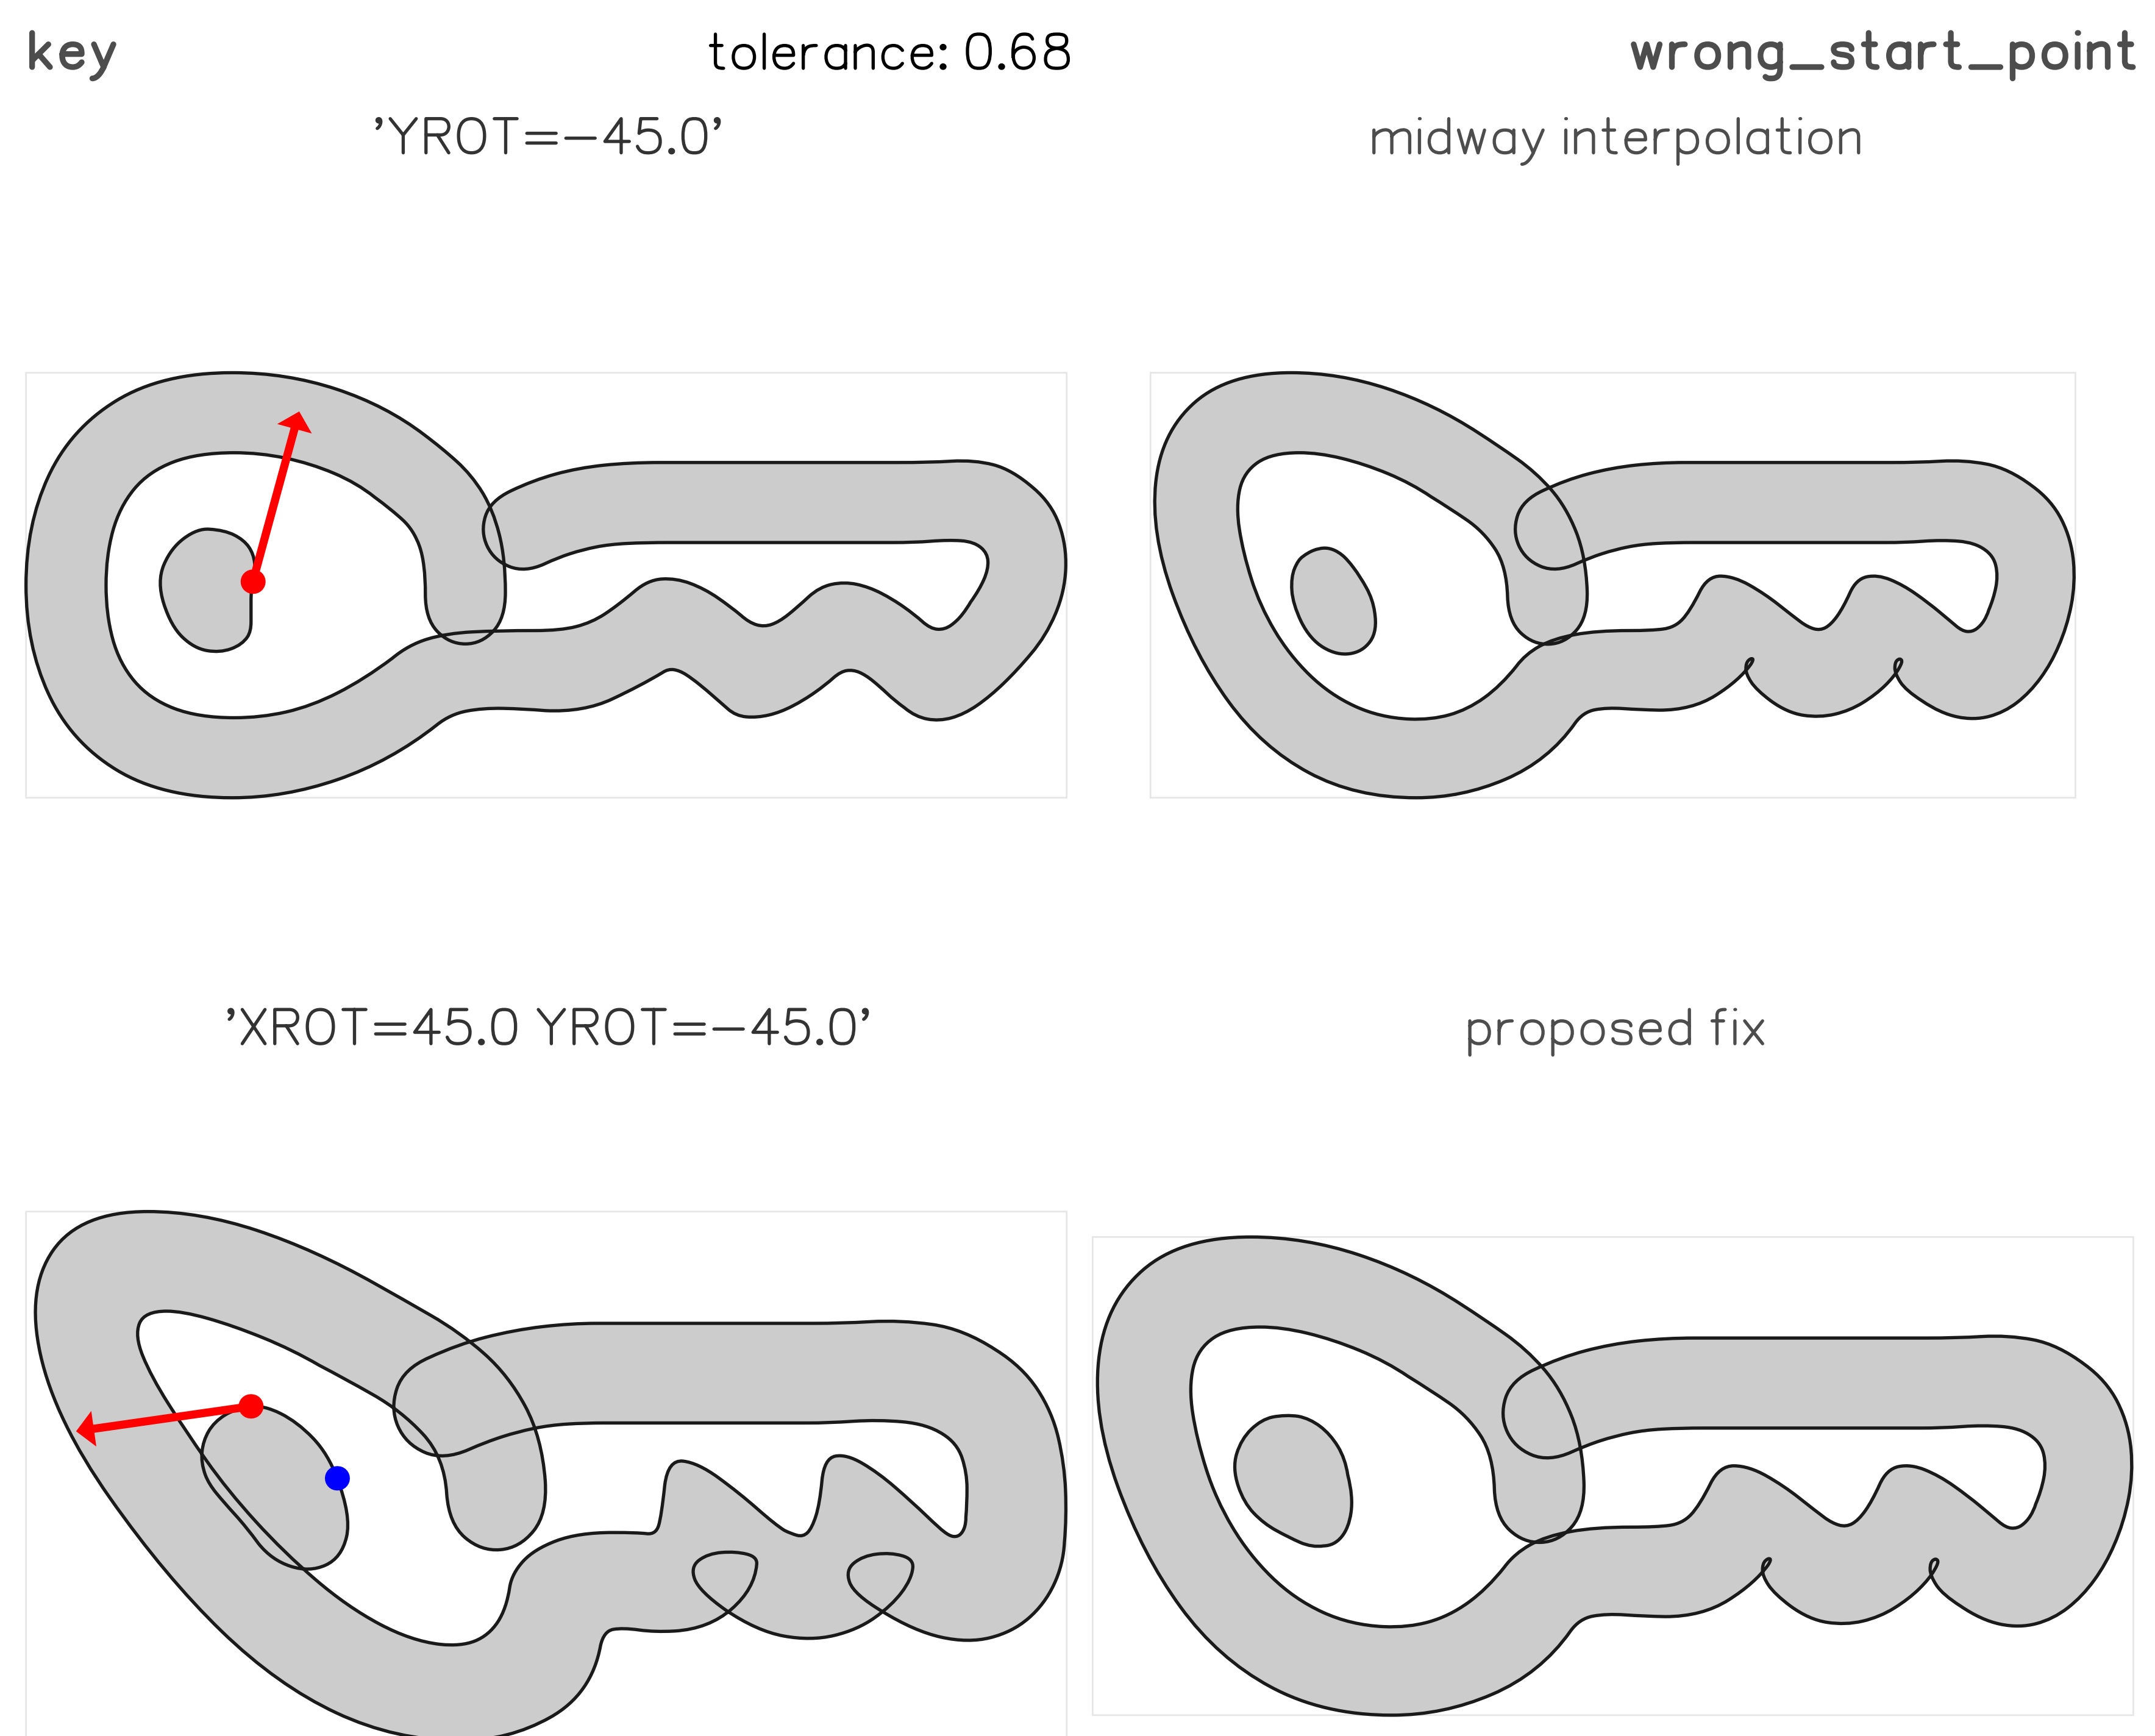 key
tolerance: 0.68
wrong_start_point
'YROT=−45.0'
midway interpolation
'XROT=45.0 YROT=−45.0'
proposed fix